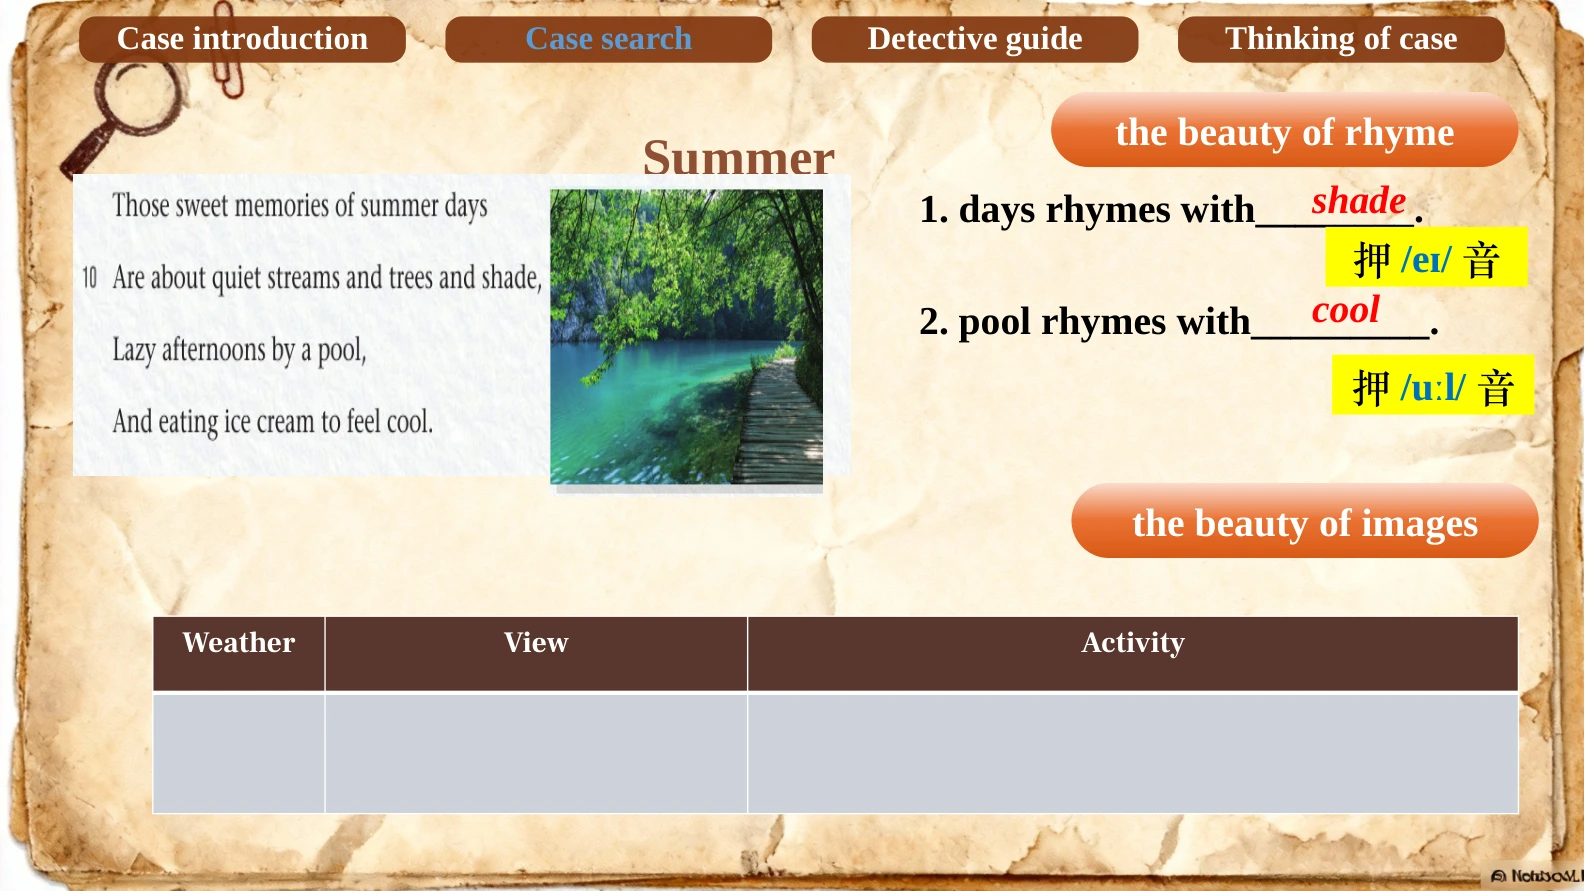 Case introduction
Case search
Detective guide
Thinking of case
the beauty of rhyme
Summer
Those sweet memories of summer days
10 Are about quiet streams and trees and shade,
Lazy afternoons by a pool,
And eating ice cream to feel cool.
1. days rhymes with________.
shade
押 /eɪ/ 音
2. pool rhymes with_________.
cool
押 /uːl/ 音
the beauty of images
Weather
View
Activity